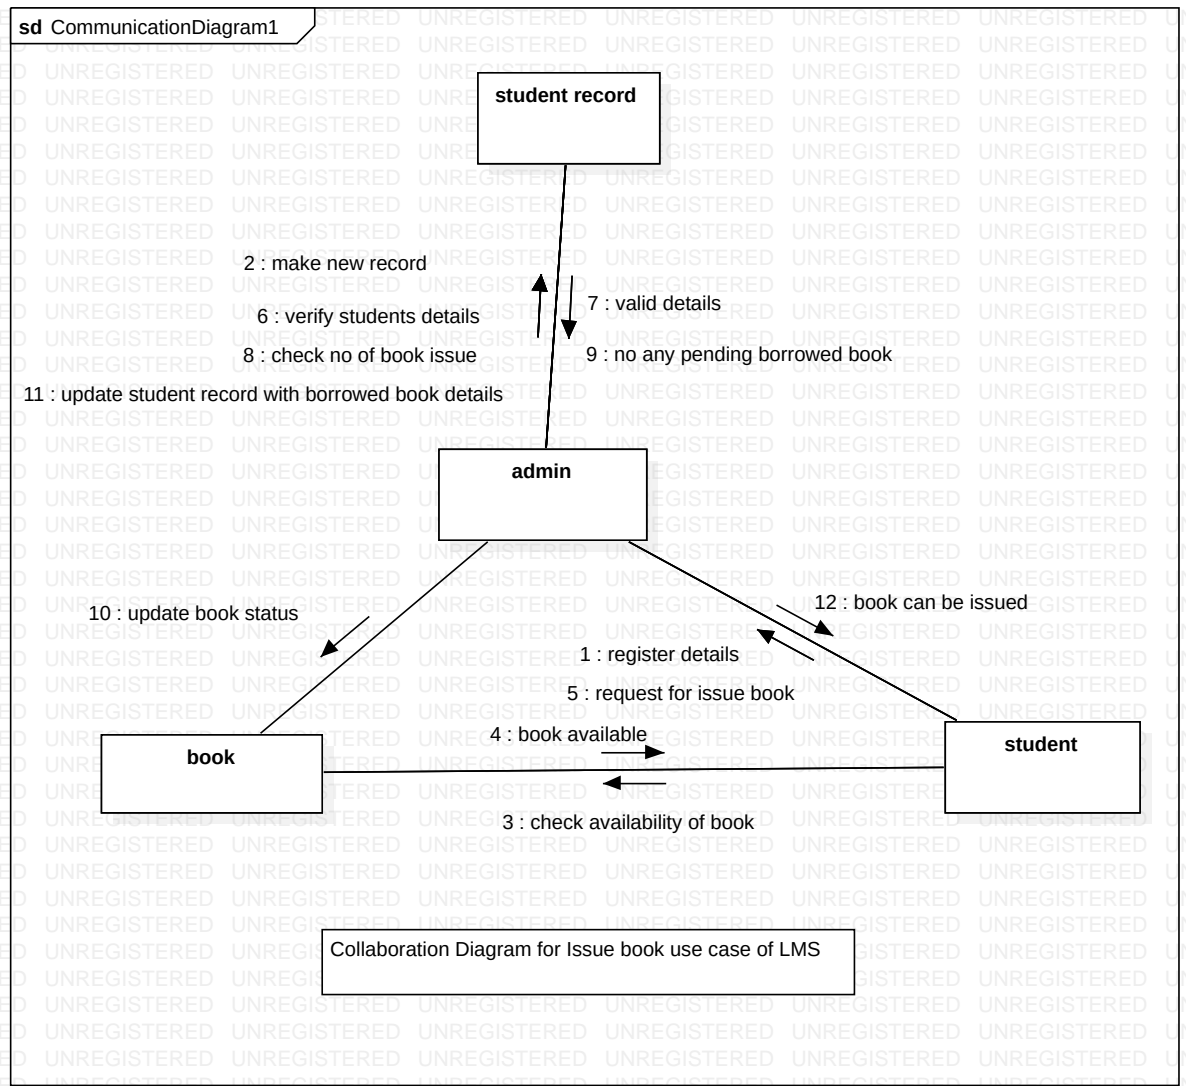 sd CommunicationDiagram1
student record
2 : make new record
6 : verify students details
7 : valid details
8 : check no of book issue
9 : no any pending borrowed book
11 : update student record with borrowed book details
admin
10 : update book status
12 : book can be issued
1 : register details
5 : request for issue book
4 : book available
book
student
3 : check availability of book
Collaboration Diagram for Issue book use case of LMS
UNREGISTERED